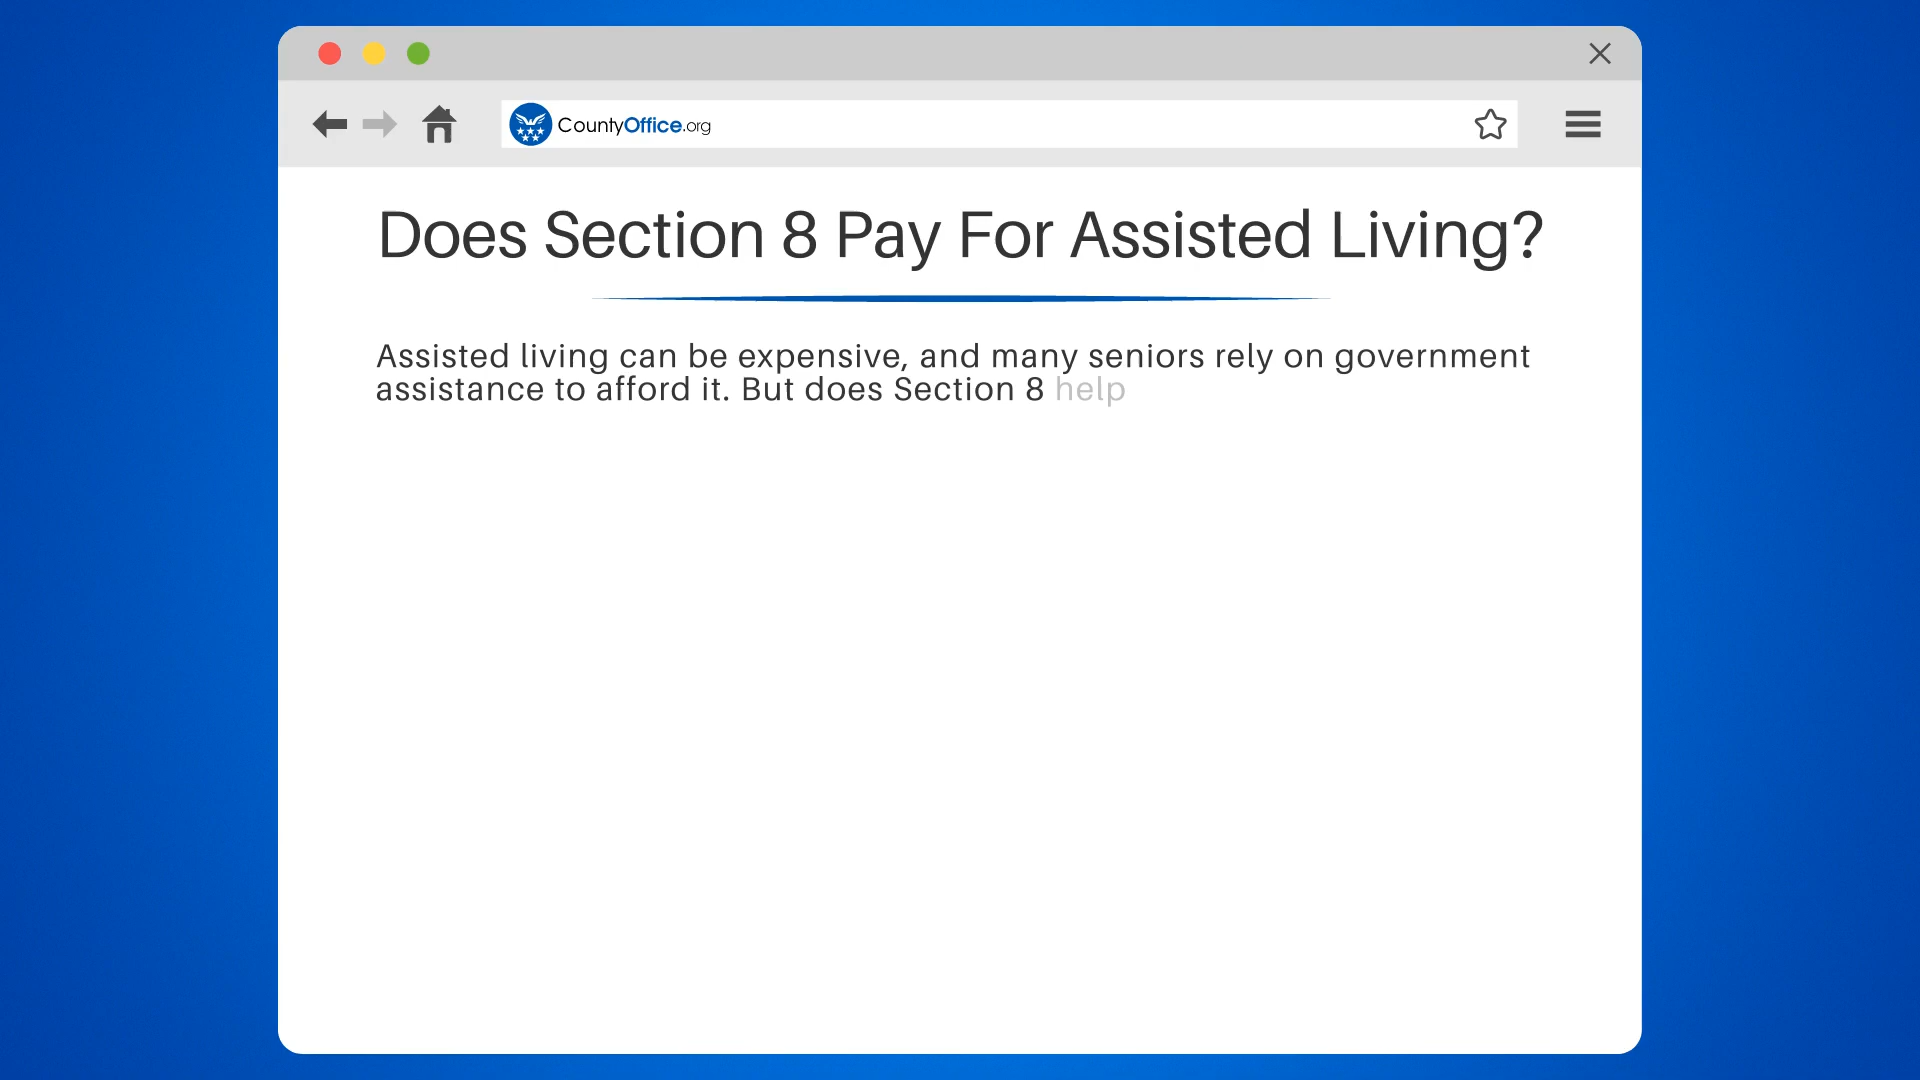 CountyOffice.org
Does Section 8 Pay For Assisted Living?
Assisted living can be expensive, and many seniors rely on government
assistance to afford it. But does Section 8 help